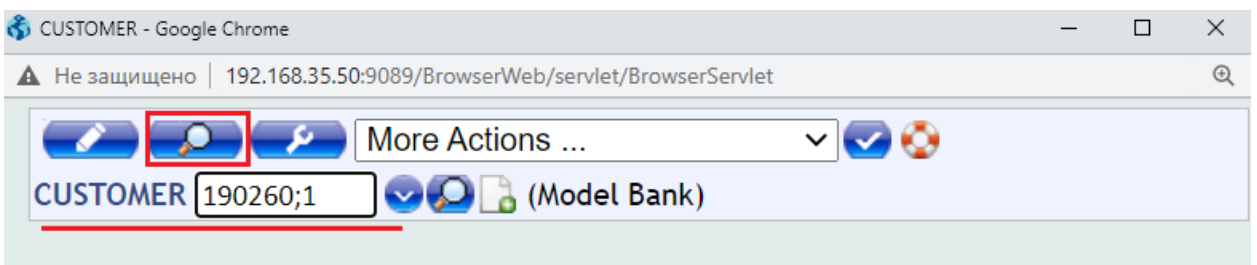 CUSTOMER - Google Chrome
Не защищено | 192.168.35.50:9089/BrowserWeb/servlet/BrowserServlet
More Actions ...
CUSTOMER 190260;1 (Model Bank)